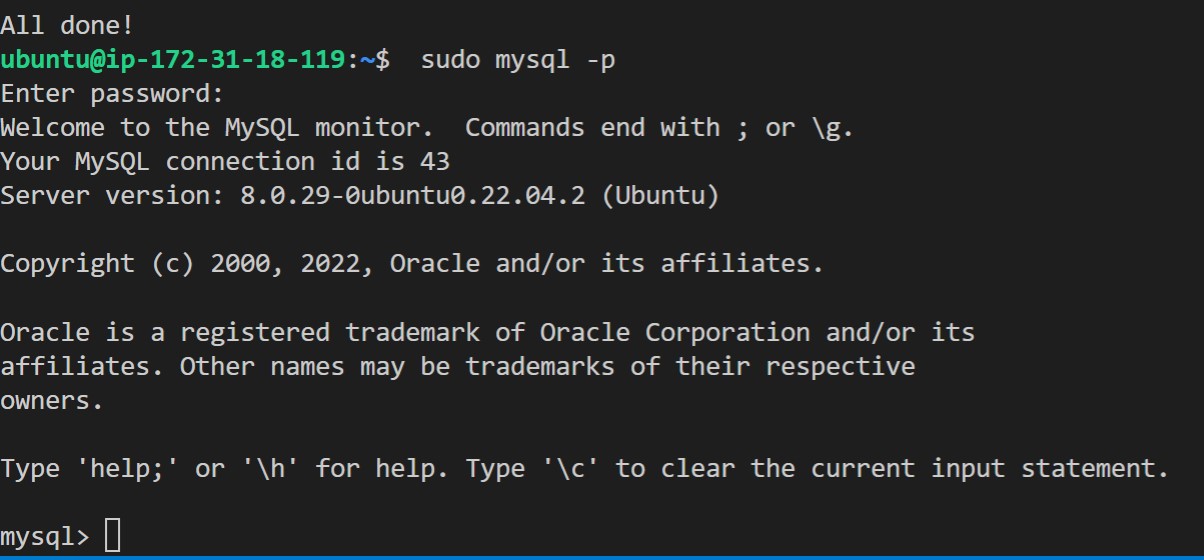 All done!
ubuntu@ip-172-31-18-119:~$  sudo mysql -p
Enter password:
Welcome to the MySQL monitor.  Commands end with ; or \g.
Your MySQL connection id is 43
Server version: 8.0.29-0ubuntu0.22.04.2 (Ubuntu)
Copyright (c) 2000, 2022, Oracle and/or its affiliates.
Oracle is a registered trademark of Oracle Corporation and/or its
affiliates. Other names may be trademarks of their respective
owners.
Type 'help;' or '\h' for help. Type '\c' to clear the current input statement.
mysql>